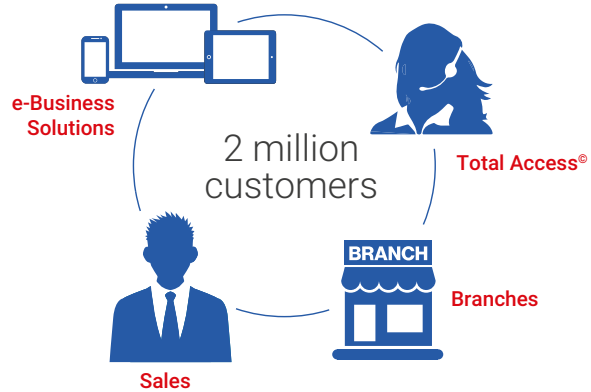 e-Business
Solutions
2 million
customers
Total Access©
BRANCH
Branches
Sales